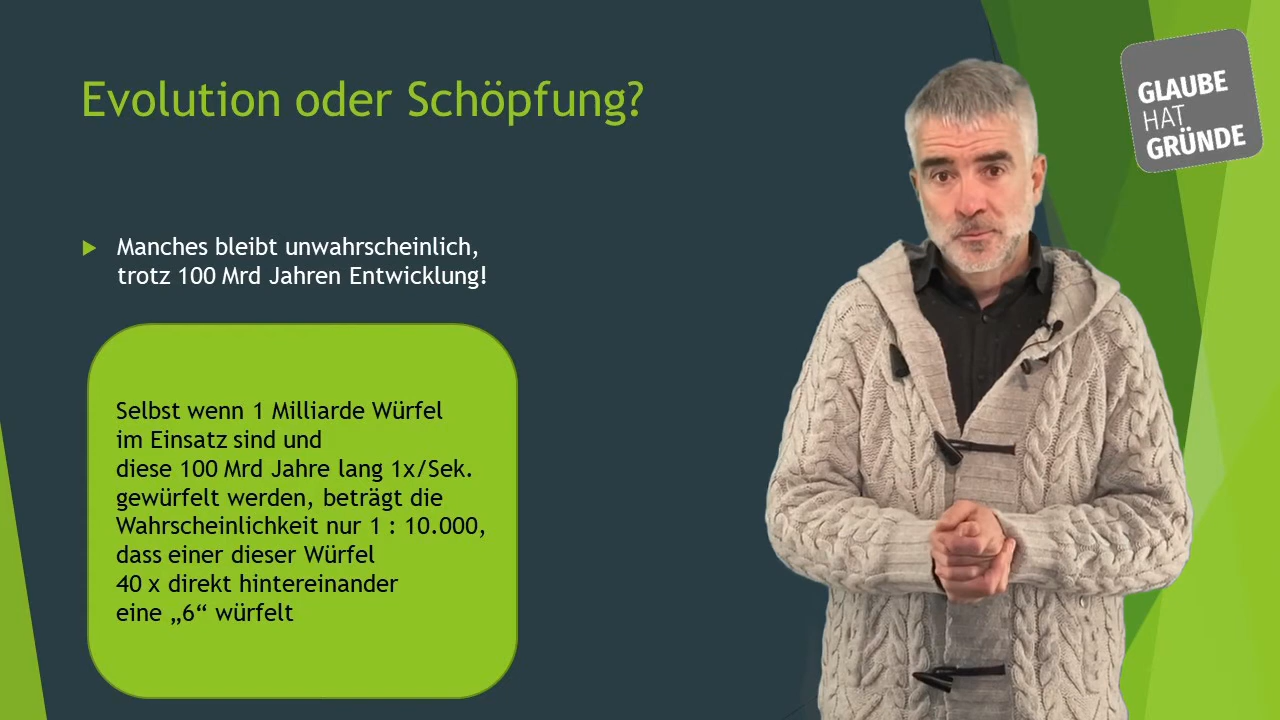 Evolution oder Schöpfung?
GLAUBE
HAT
GRÜNDE
Manches bleibt unwahrscheinlich,
trotz 100 Mrd Jahren Entwicklung!
Selbst wenn 1 Milliarde Würfel
im Einsatz sind und
diese 100 Mrd Jahre lang 1x/Sek.
gewürfelt werden, beträgt die
Wahrscheinlichkeit nur 1 : 10.000,
dass einer dieser Würfel
40 x direkt hintereinander
eine „6“ würfelt